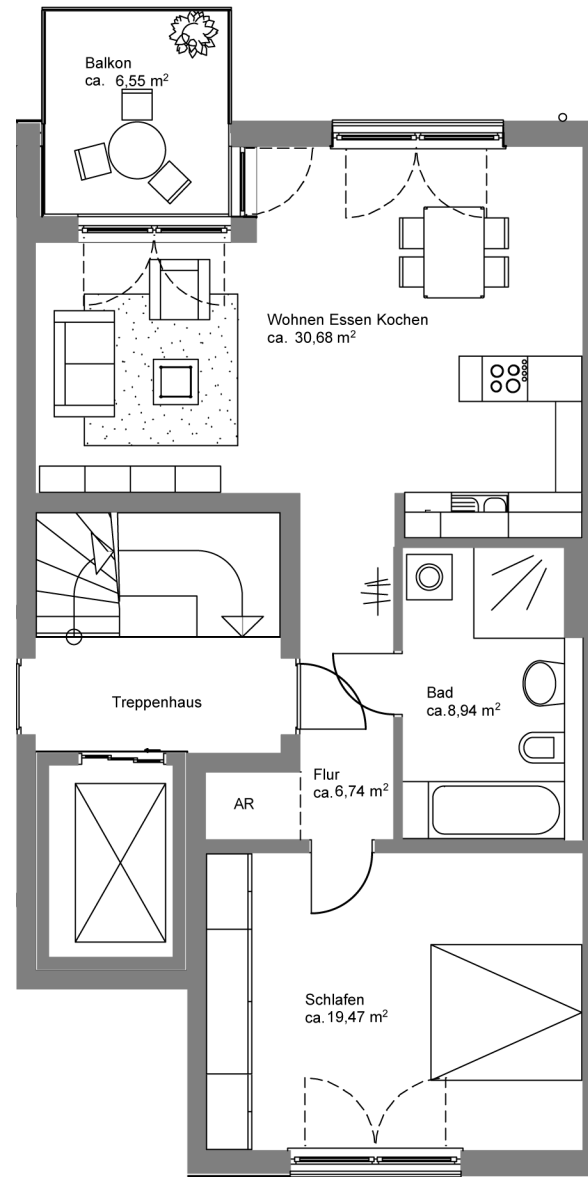 Balkon
ca. 6,55 m²
Wohnen Essen Kochen
ca. 30,68 m²
Treppenhaus
Bad
ca.8,94 m²
Flur
ca.6,74 m²
AR
Schlafen
ca.19,47 m²